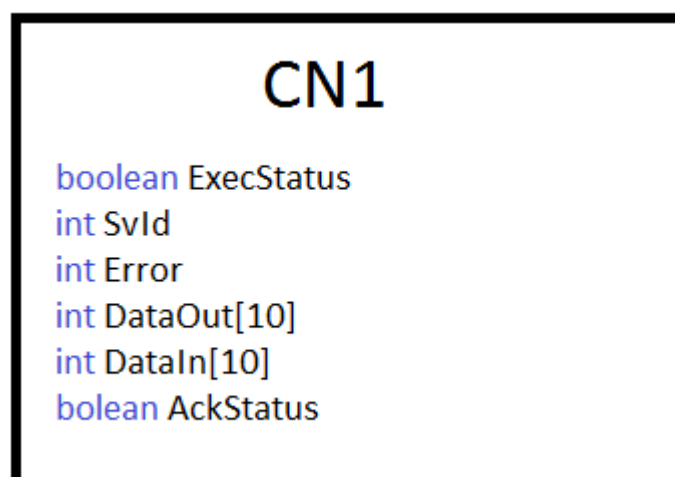 CN1
boolean ExecStatus
int SvId
int Error
int DataOut[10]
int DataIn[10]
bolean AckStatus